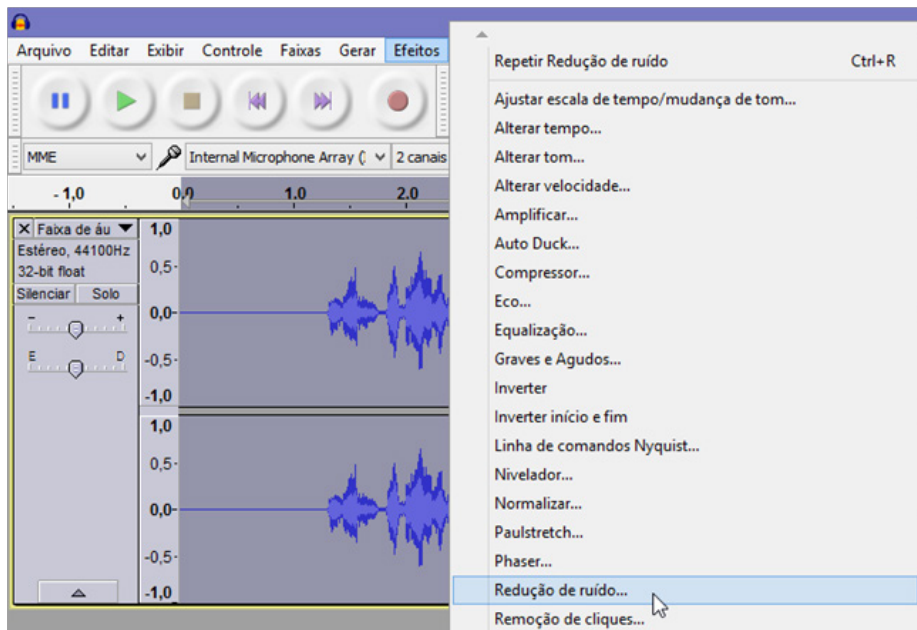 Arquivo Editar Exibir Controle Faixas Gerar Efeitos
MME Internal Microphone Array ( 2 canais
- 1,0 0,0 1,0 2,0
Faixa de áu
Estéreo, 44100Hz
32-bit float
Silenciar Solo
- +
E D
1,0
0,5
0,0
-0,5
-1,0
1,0
0,5
0,0
-0,5
-1,0
Repetir Redução de ruído Ctrl+R
Ajustar escala de tempo/mudança de tom...
Alterar tempo...
Alterar tom...
Alterar velocidade...
Amplificar...
Auto Duck...
Compressor...
Eco...
Equalização...
Graves e Agudos...
Inverter
Inverter início e fim
Linha de comandos Nyquist...
Nivelador...
Normalizar...
Paulstretch...
Phaser...
Redução de ruído...
Remoção de cliques...